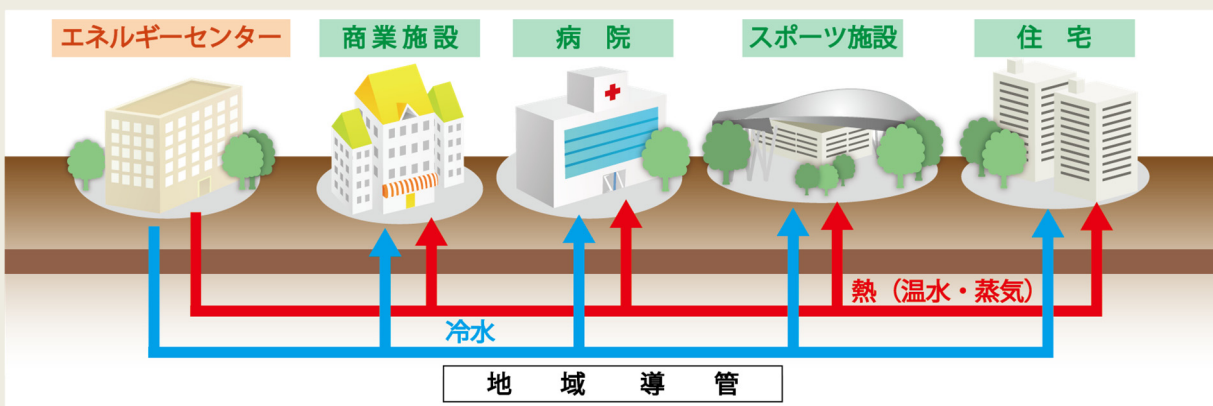 エネルギーセンター
商業施設
病院
スポーツ施設
住宅
熱（温水・蒸気）
冷水
地域導管